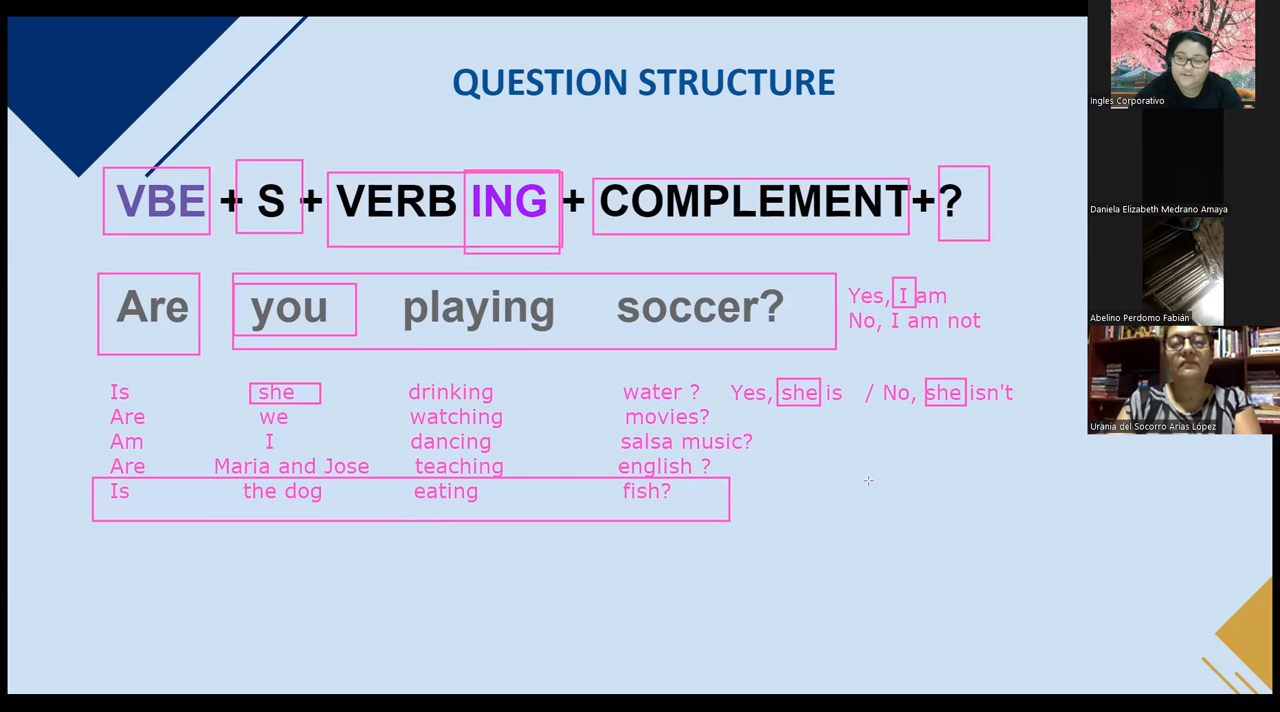 QUESTION STRUCTURE
VBE + S + VERB ING + COMPLEMENT+?
Are you playing soccer?
Yes, I am
No, I am not
Is she drinking water ? Yes, she is / No, she isn't
Are we watching movies?
Am I dancing salsa music?
Are Maria and Jose teaching english ?
Is the dog eating fish?
Ingles Corporativo
Daniela Elizabeth Medrano Amaya
Abelino Perdomo Fabián
Urania del Socorro Arias López